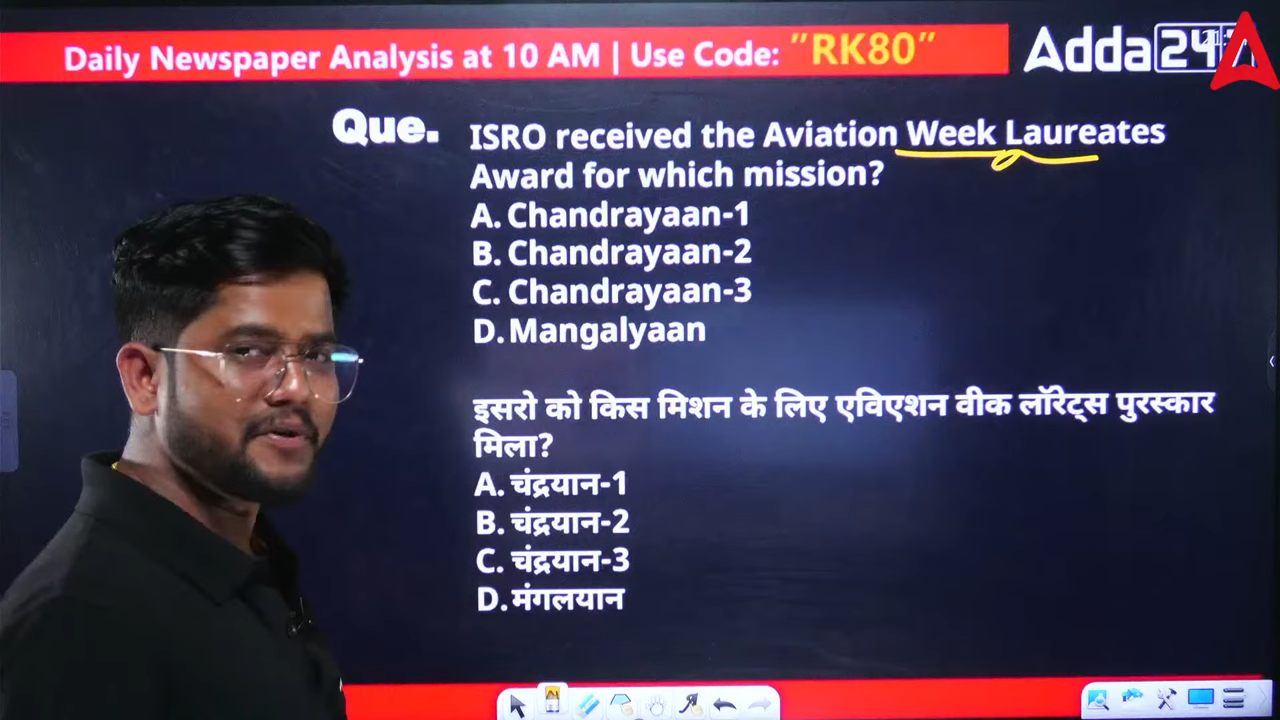 Daily Newspaper Analysis at 10 AM | Use Code: "RK80"
Adda247
Que. ISRO received the Aviation Week Laureates
Award for which mission?
A. Chandrayaan-1
B. Chandrayaan-2
C. Chandrayaan-3
D. Mangalyaan
इसरो को किस मिशन के लिए एविएशन वीक लॉरेट्स पुरस्कार
मिला?
A. चंद्रयान-1
B. चंद्रयान-2
C. चंद्रयान-3
D. मंगलयान